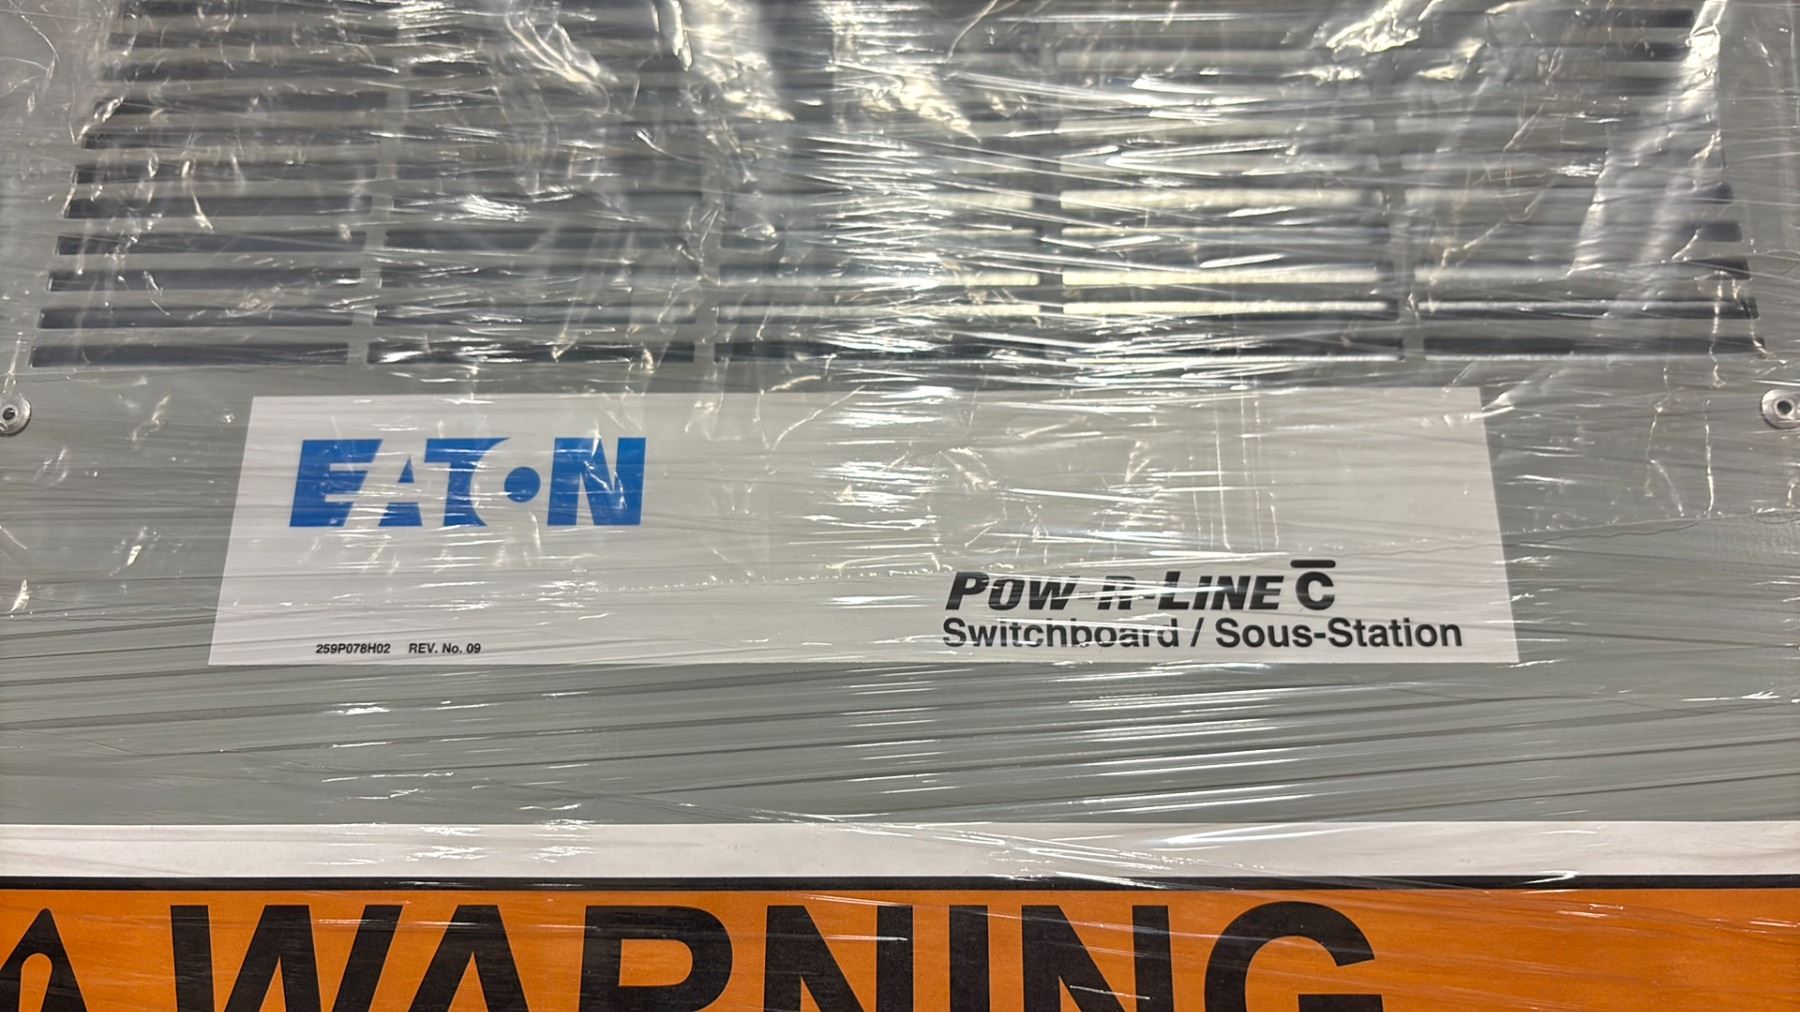 EATON
POW-R-LINE C
Switchboard / Sous-Station
259P078H02 REV. No. 09
WARNING